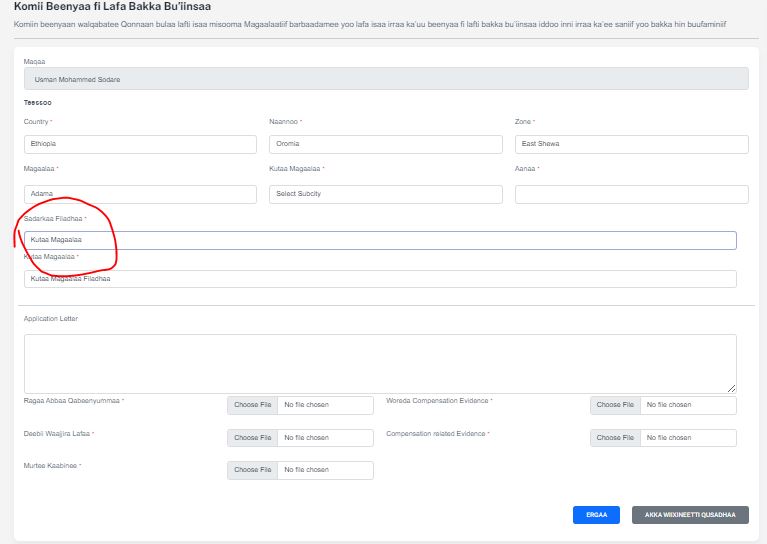 Komii Beenyaa fi Lafa Bakka Bu'iinsaa
Komiin beenyaan walqabatee Qonnaan bulaa lafti isaa misooma Magaalaatiif barbaadamee yoo lafa isaa irraa ka'uu beenyaa fi lafti bakka bu'iinsaa iddoo inni irraa ka'ee saniif yoo bakka hin buufaminiif
Maqaa
Usman Mohammed Sodare
Teessoo
Country * Naannoo * Zone *
Ethiopia Oromia East Shewa
Magaalaa * Kutaa Magaalaa * Aanaa *
Adama Select Subcity
Sadarkaa Filadhaa *
Kutaa Magaalaa
Kutaa Magaalaa *
Kutaa Magaalaa Filadhaa
Application Letter
Ragaa Abbaa Qabeenyummaa * Choose File No file chosen Woreda Compensation Evidence * Choose File No file chosen
Deebii Waajjira Lafaa * Choose File No file chosen Compensation related Evidence * Choose File No file chosen
Murtee Kaabinee * Choose File No file chosen
ERGAA AKKA WIIXINEETTI QUSADHAA